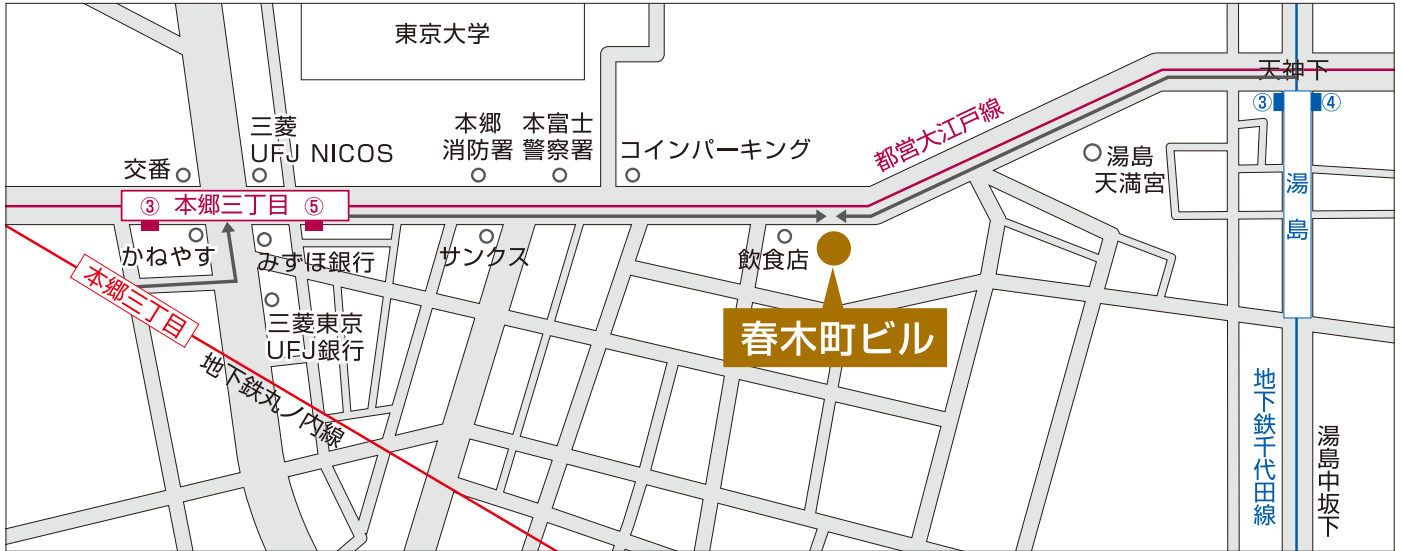 東京大学
天神下
③
④
三菱
UFJ NICOS
本郷
消防署
本富士
警察署
コインパーキング
都営大江戸線
交番
湯島
天満宮
③ 本郷三丁目 ⑤
湯島
かねやす
みずほ銀行
サンクス
飲食店
本郷三丁目
三菱東京
UFJ銀行
春木町ビル
地下鉄丸ノ内線
地下鉄千代田線
湯島中坂下